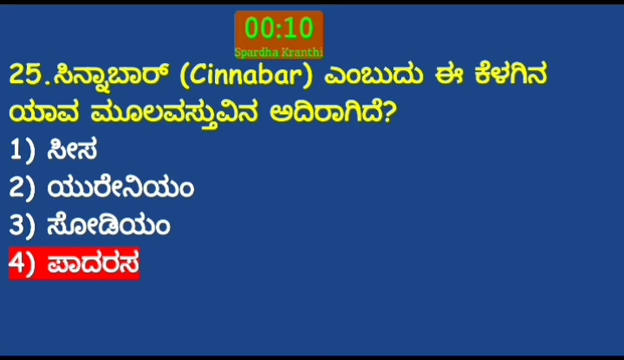 00:10
Spardha Kranthi
25.ಸಿನ್ನಾಬಾರ್ (Cinnabar) ಎಂಬುದು ಈ ಕೆಳಗಿನ
ಯಾವ ಮೂಲವಸ್ತುವಿನ ಅದಿರಾಗಿದೆ?
1) ಸೀಸ
2) ಯುರೇನಿಯಂ
3) ಸೋಡಿಯಂ
4) ಪಾದರಸ